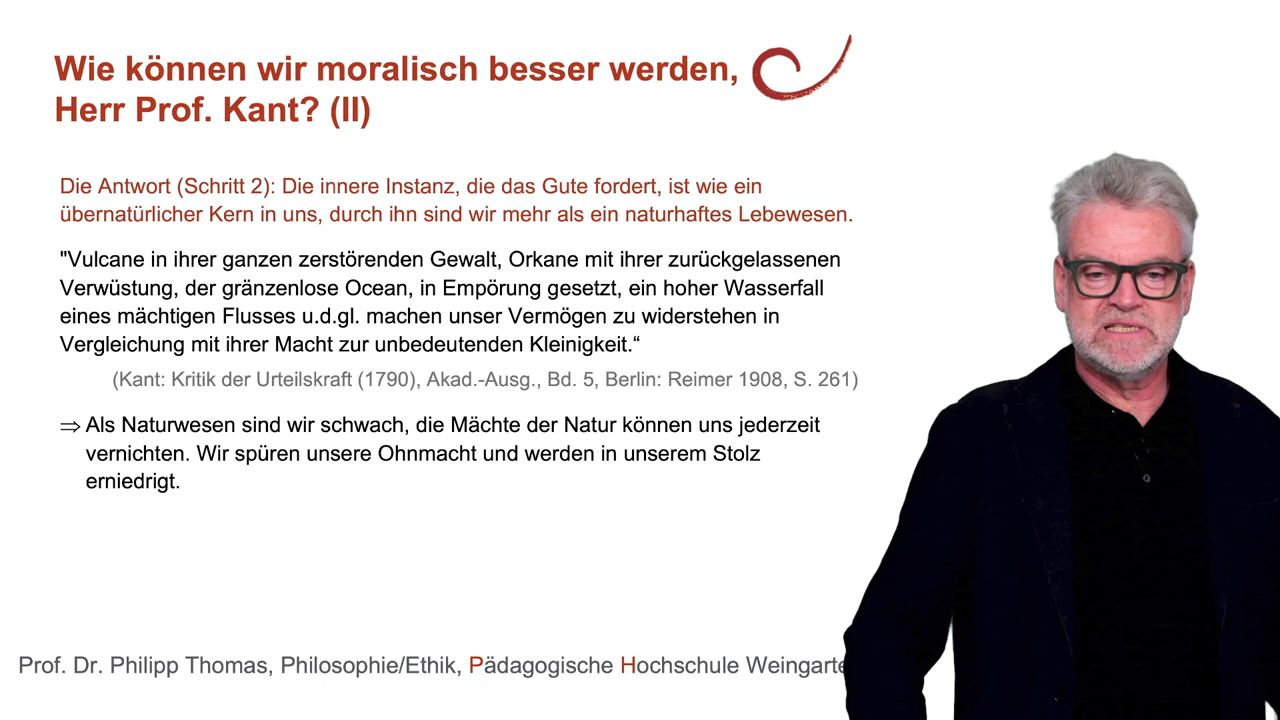 Wie können wir moralisch besser werden,
Herr Prof. Kant? (II)
Die Antwort (Schritt 2): Die innere Instanz, die das Gute fordert, ist wie ein
übernatürlicher Kern in uns, durch ihn sind wir mehr als ein naturhaftes Lebewesen.
"Vulcane in ihrer ganzen zerstörenden Gewalt, Orkane mit ihrer zurückgelassenen
Verwüstung, der gränzenlose Ocean, in Empörung gesetzt, ein hoher Wasserfall
eines mächtigen Flusses u.d.gl. machen unser Vermögen zu widerstehen in
Vergleichung mit ihrer Macht zur unbedeutenden Kleinigkeit.“
(Kant: Kritik der Urteilskraft (1790), Akad.-Ausg., Bd. 5, Berlin: Reimer 1908, S. 261)
⇒ Als Naturwesen sind wir schwach, die Mächte der Natur können uns jederzeit
vernichten. Wir spüren unsere Ohnmacht und werden in unserem Stolz
erniedrigt.
Prof. Dr. Philipp Thomas, Philosophie/Ethik, Pädagogische Hochschule Weingarte